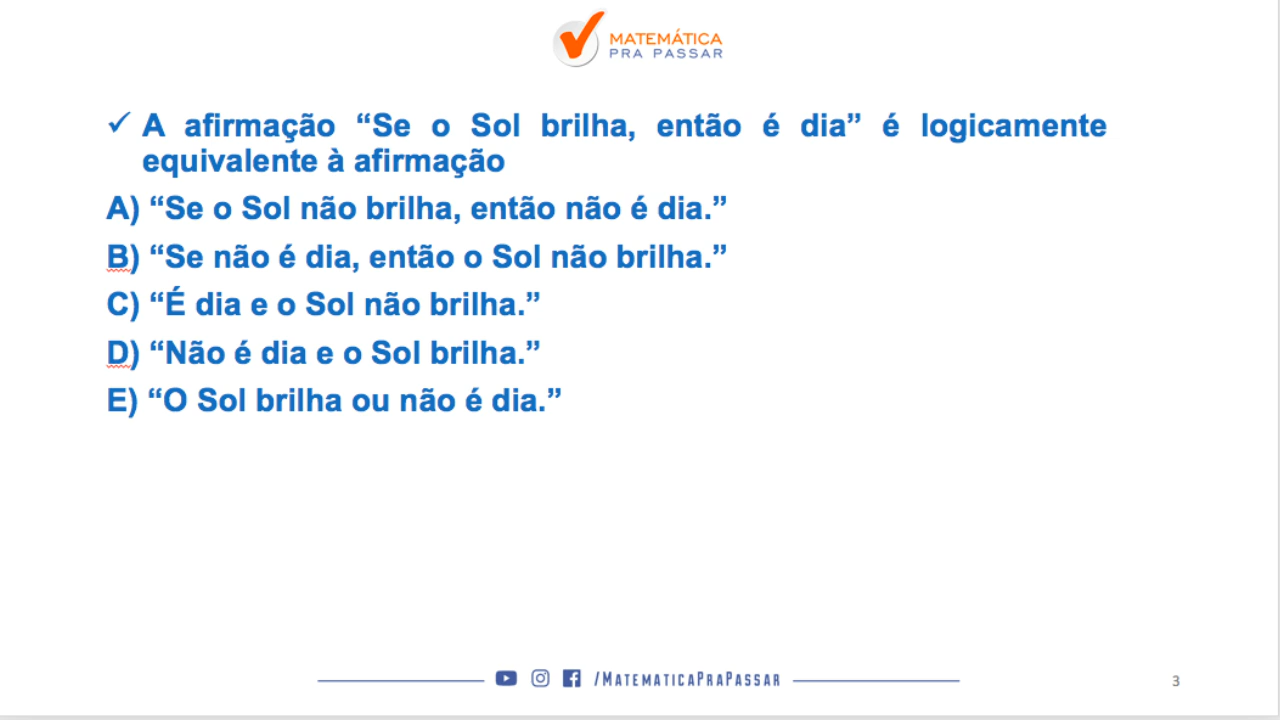 MATEMÁTICA
PRA PASSAR
✓ A afirmação “Se o Sol brilha, então é dia” é logicamente
equivalente à afirmação
A) “Se o Sol não brilha, então não é dia.”
B) “Se não é dia, então o Sol não brilha.”
C) “É dia e o Sol não brilha.”
D) “Não é dia e o Sol brilha.”
E) “O Sol brilha ou não é dia.”
/MATEMATICAPRAPASSAR
3